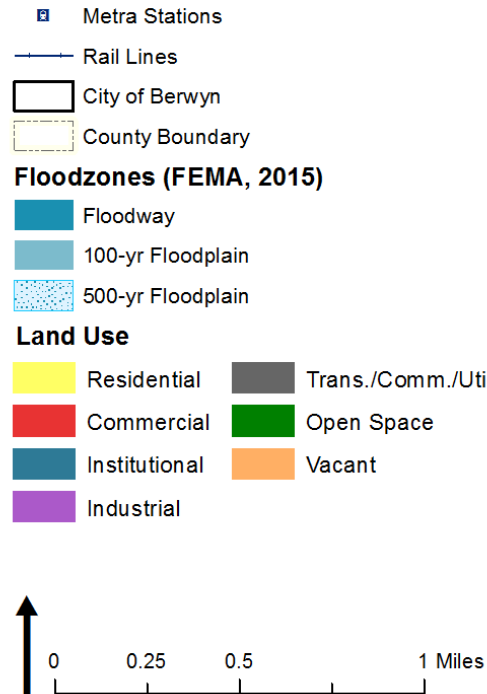 Metra Stations
Rail Lines
City of Berwyn
County Boundary
Floodzones (FEMA, 2015)
Floodway
100-yr Floodplain
500-yr Floodplain
Land Use
Residential Trans./Comm./Uti
Commercial Open Space
Institutional Vacant
Industrial
0 0.25 0.5 1 Miles